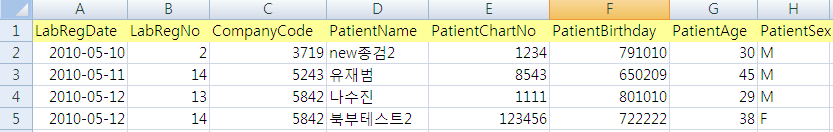 A B C D E F G H
1 LabRegDate LabRegNo CompanyCode PatientName PatientChartNo PatientBirthday PatientAge PatientSex
2 2010-05-10 2 3719 new종검2 1234 791010 30 M
3 2010-05-11 14 5243 유재범 8543 650209 45 M
4 2010-05-12 13 5842 나수진 1111 801010 29 M
5 2010-05-12 14 5842 북부테스트2 123456 722222 38 F